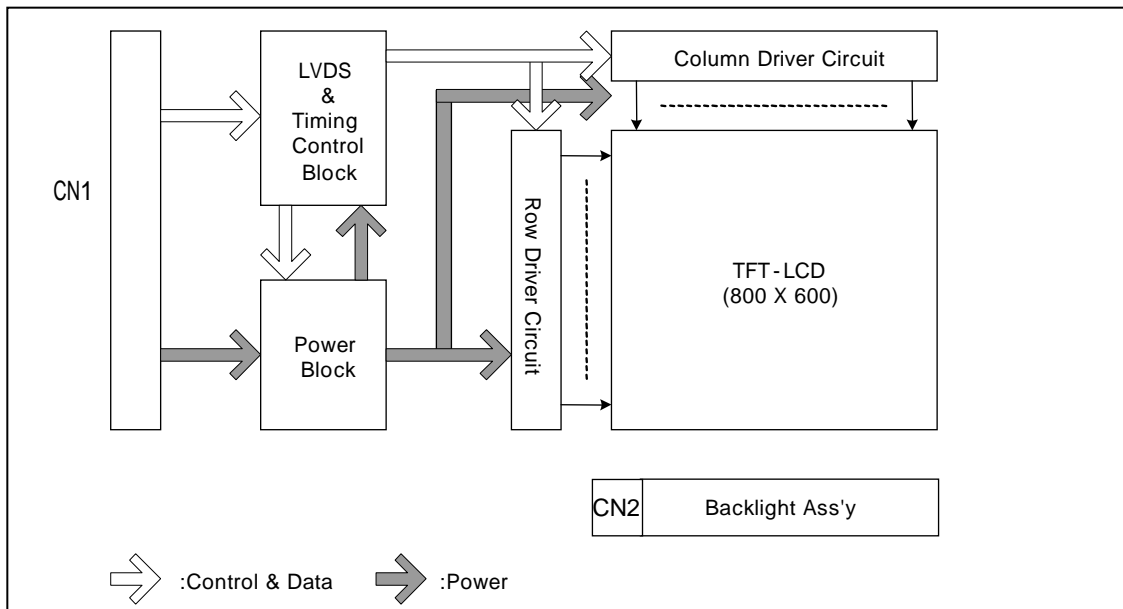 CN1
LVDS
&
Timing
Control
Block
Power
Block
Column Driver Circuit
Row Driver Circuit
TFT-LCD
(800 X 600)
CN2
Backlight Ass'y
:Control & Data
:Power